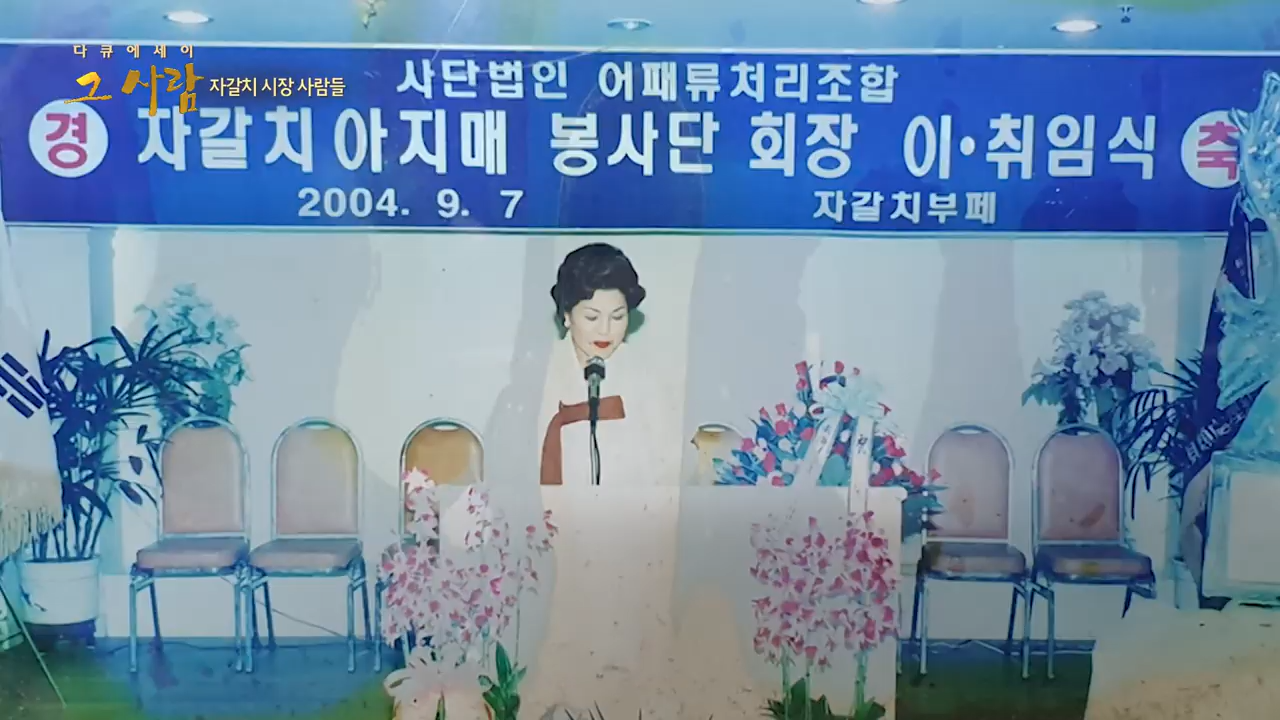 다큐에세이
그 사람 자갈치 시장 사람들
사단법인 어패류처리조합
경 자갈치아지매 봉사단 회장 이·취임식 축
2004. 9. 7 자갈치부폐